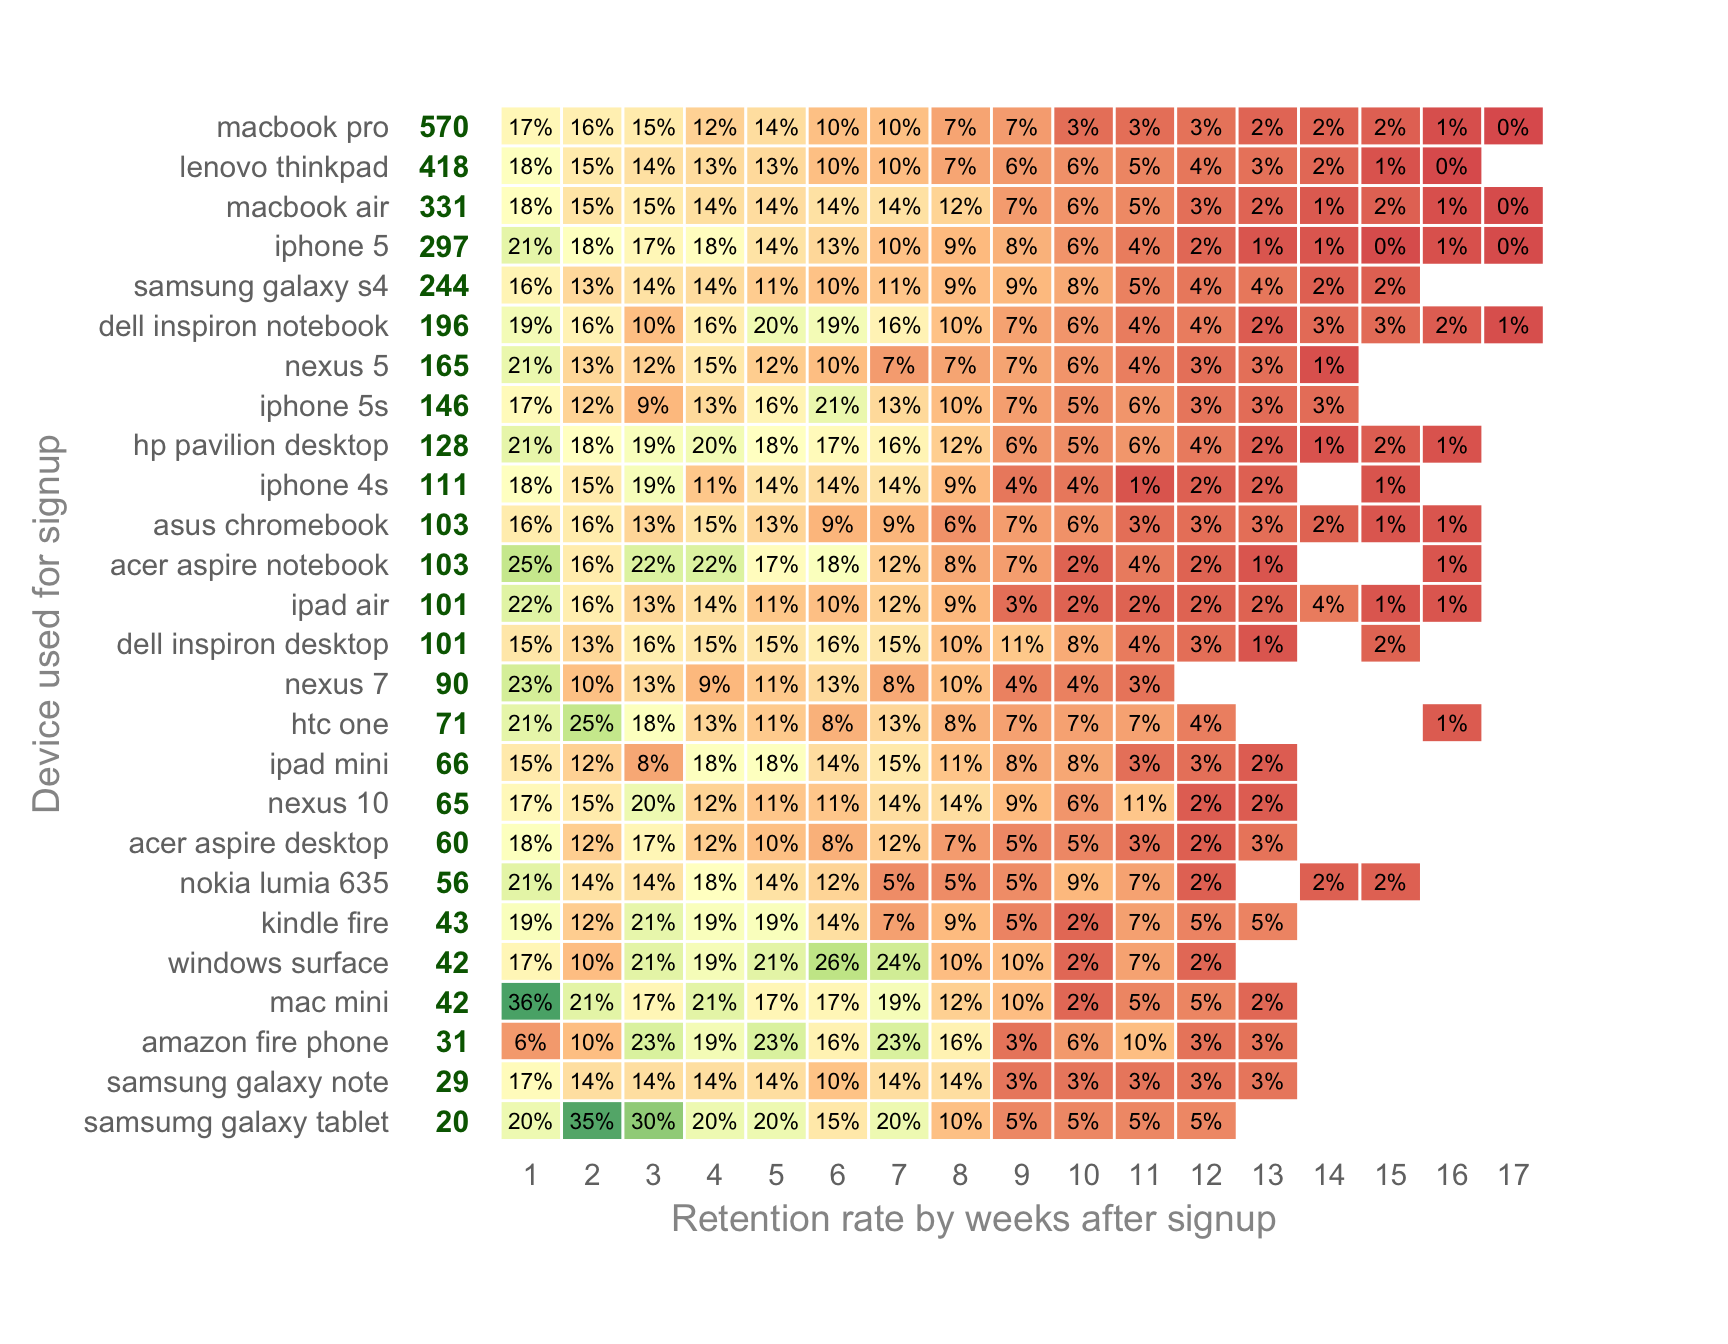 macbook pro 570 17% 16% 15% 12% 14% 10% 10% 7% 7% 3% 3% 3% 2% 2% 2% 1% 0%
lenovo thinkpad 418 18% 15% 14% 13% 13% 10% 10% 7% 6% 6% 5% 4% 3% 2% 1% 0%
macbook air 331 18% 15% 15% 14% 14% 14% 14% 12% 7% 6% 5% 3% 2% 1% 2% 1% 0%
iphone 5 297 21% 18% 17% 18% 14% 13% 10% 9% 8% 6% 4% 2% 1% 1% 0% 1% 0%
samsung galaxy s4 244 16% 13% 14% 14% 11% 10% 11% 9% 9% 8% 5% 4% 4% 2% 2%
dell inspiron notebook 196 19% 16% 10% 16% 20% 19% 16% 10% 7% 6% 4% 4% 2% 3% 3% 2% 1%
nexus 5 165 21% 13% 12% 15% 12% 10% 7% 7% 7% 6% 4% 3% 3% 1%
iphone 5s 146 17% 12% 9% 13% 16% 21% 13% 10% 7% 5% 6% 3% 3% 3%
hp pavilion desktop 128 21% 18% 19% 20% 18% 17% 16% 12% 6% 5% 6% 4% 2% 1% 2% 1%
iphone 4s 111 18% 15% 19% 11% 14% 14% 14% 9% 4% 4% 1% 2% 2% 1%
asus chromebook 103 16% 16% 13% 15% 13% 9% 9% 6% 7% 6% 3% 3% 3% 2% 1% 1%
acer aspire notebook 103 25% 16% 22% 22% 17% 18% 12% 8% 7% 2% 4% 2% 1% 1%
ipad air 101 22% 16% 13% 14% 11% 10% 12% 9% 3% 2% 2% 2% 2% 4% 1% 1%
dell inspiron desktop 101 15% 13% 16% 15% 15% 16% 15% 10% 11% 8% 4% 3% 1% 2%
nexus 7 90 23% 10% 13% 9% 11% 13% 8% 10% 4% 4% 3%
htc one 71 21% 25% 18% 13% 11% 8% 13% 8% 7% 7% 7% 4% 1%
ipad mini 66 15% 12% 8% 18% 18% 14% 15% 11% 8% 8% 3% 3% 2%
nexus 10 65 17% 15% 20% 12% 11% 11% 14% 14% 9% 6% 11% 2% 2%
acer aspire desktop 60 18% 12% 17% 12% 10% 8% 12% 7% 5% 5% 3% 2% 3%
nokia lumia 635 56 21% 14% 14% 18% 14% 12% 5% 5% 5% 9% 7% 2% 2% 2%
kindle fire 43 19% 12% 21% 19% 19% 14% 7% 9% 5% 2% 7% 5% 5%
windows surface 42 17% 10% 21% 19% 21% 26% 24% 10% 10% 2% 7% 2%
mac mini 42 36% 21% 17% 21% 17% 17% 19% 12% 10% 2% 5% 5% 2%
amazon fire phone 31 6% 10% 23% 19% 23% 16% 23% 16% 3% 6% 10% 3% 3%
samsung galaxy note 29 17% 14% 14% 14% 14% 10% 14% 14% 3% 3% 3% 3% 3%
samsumg galaxy tablet 20 20% 35% 30% 20% 20% 15% 20% 10% 5% 5% 5% 5%
1 2 3 4 5 6 7 8 9 10 11 12 13 14 15 16 17
Retention rate by weeks after signup
Device used for signup